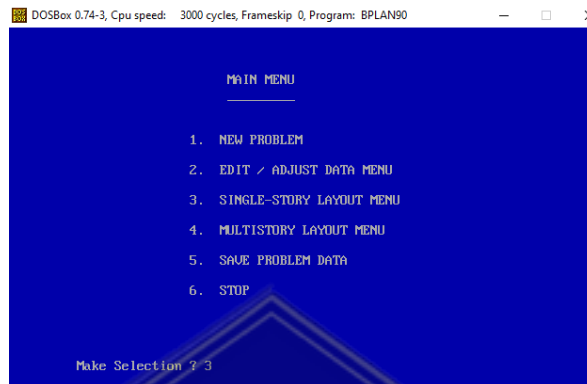 DOSBox 0.74-3, Cpu speed: 3000 cycles, Frameskip 0, Program: BPLAN90
MAIN MENU
1. NEW PROBLEM
2. EDIT / ADJUST DATA MENU
3. SINGLE-STORY LAYOUT MENU
4. MULTISTORY LAYOUT MENU
5. SAVE PROBLEM DATA
6. STOP
Make Selection ? 3